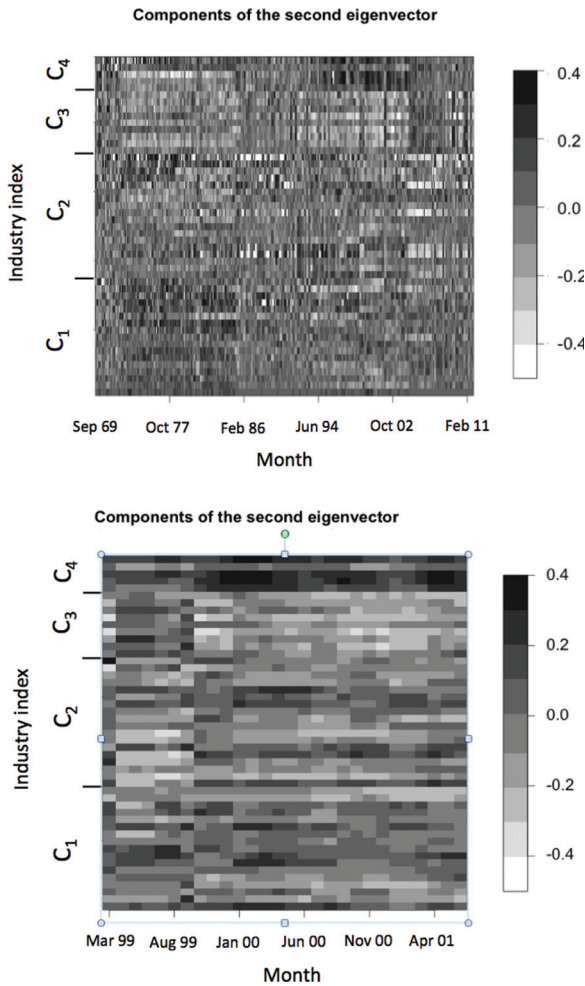 Components of the second eigenvector
C4
C3
C2
C1
Industry index
0.4
0.2
0.0
-0.2
-0.4
Sep 69 Oct 77 Feb 86 Jun 94 Oct 02 Feb 11
Month
Components of the second eigenvector
C4
C3
C2
C1
Industry index
0.4
0.2
0.0
-0.2
-0.4
Mar 99 Aug 99 Jan 00 Jun 00 Nov 00 Apr 01
Month